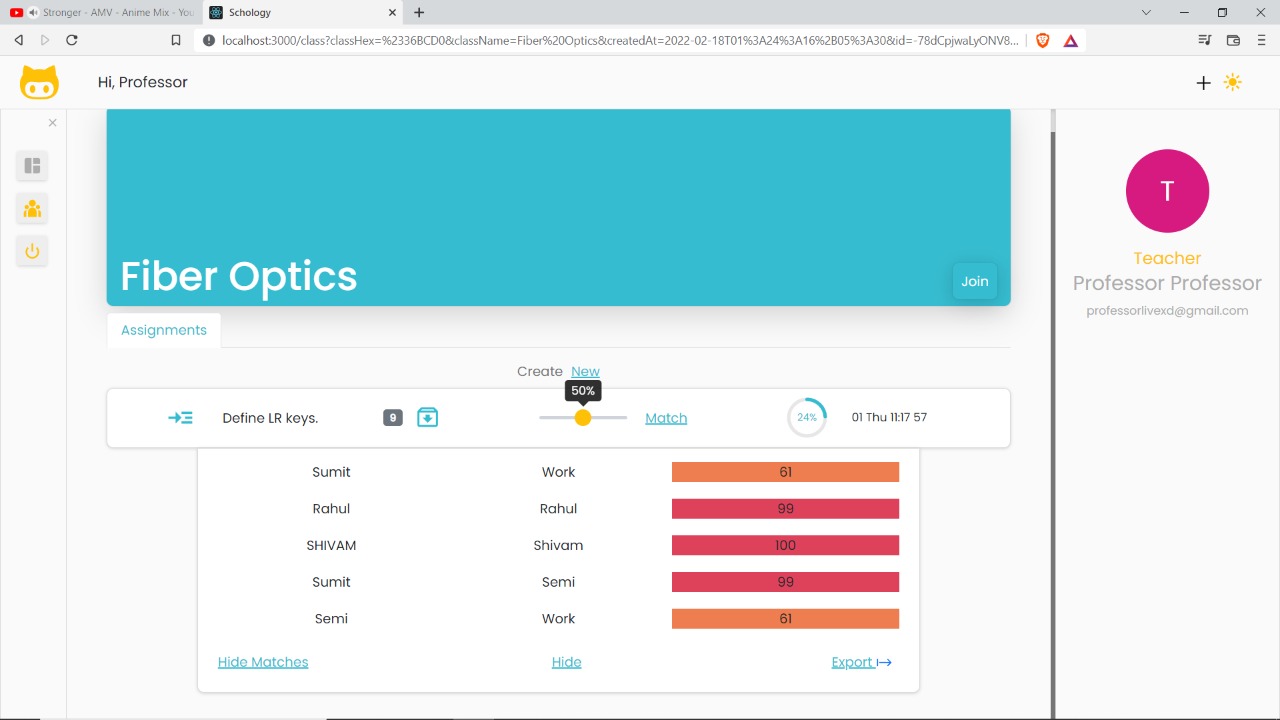 Stronger - AMV - Anime Mix - You
Schology
localhost:3000/class?classHex=%2336BCD0&className=Fiber%20Optics&createdAt=2022-02-18T01%3A24%3A16%2B05%3A30&id=-78dCpjwaLyONV8...
Hi, Professor
T
Teacher
Professor Professor
professorlivexd@gmail.com
Fiber Optics
Join
Assignments
Create New
50%
Define LR keys. 9 Match 24% 01 Thu 11:17 57
Sumit Work 61
Rahul Rahul 99
SHIVAM Shivam 100
Sumit Semi 99
Semi Work 61
Hide Matches Hide Export